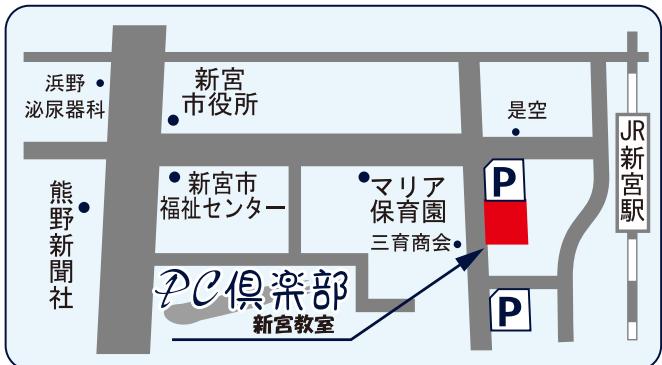 浜野
泌尿器科
新宮
市役所
是空
JR新宮駅
熊野新聞社
新宮市
福祉センター
マリア
保育園
三育商会
P
PC倶楽部
新宮教室
P